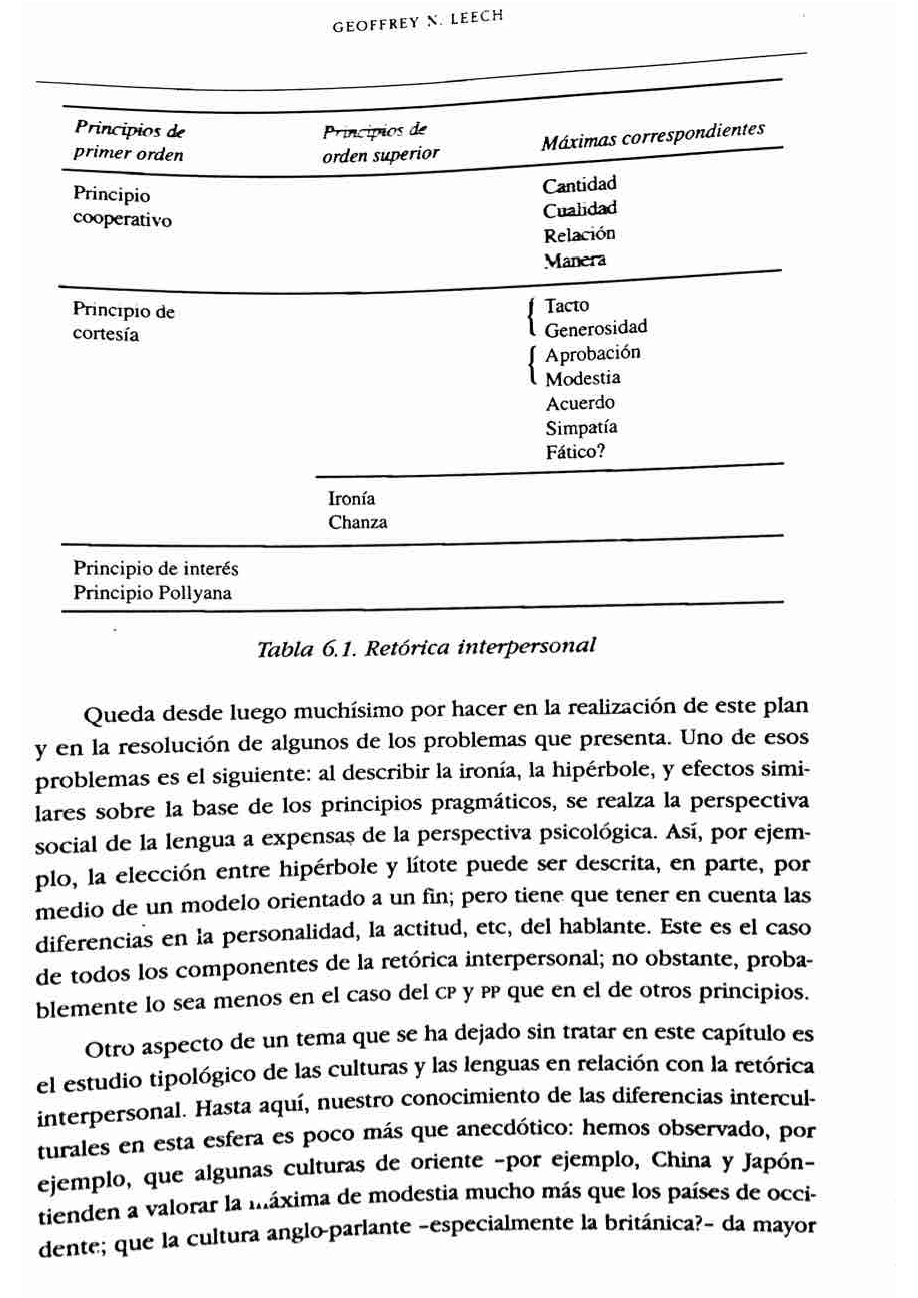 GEOFFREY N. LEECH
Principios de primer orden
Principios de orden superior
Máximas correspondientes
Principio cooperativo
Cantidad
Cualidad
Relación
Manera
Principio de cortesía
Tacto
Generosidad
Aprobación
Modestia
Acuerdo
Simpatía
Fático?
Ironía
Chanza
Principio de interés
Principio Pollyana
Tabla 6.1. Retórica interpersonal
Queda desde luego muchísimo por hacer en la realización de este plan
y en la resolución de algunos de los problemas que presenta. Uno de esos
problemas es el siguiente: al describir la ironía, la hipérbole, y efectos simi-
lares sobre la base de los principios pragmáticos, se realza la perspectiva
social de la lengua a expensas de la perspectiva psicológica. Así, por ejem-
plo, la elección entre hipérbole y lítote puede ser descrita, en parte, por
medio de un modelo orientado a un fin; pero tiene que tener en cuenta las
diferencias en la personalidad, la actitud, etc, del hablante. Este es el caso
de todos los componentes de la retórica interpersonal; no obstante, proba-
blemente lo sea menos en el caso del CP y PP que en el de otros principios.
Otro aspecto de un tema que se ha dejado sin tratar en este capítulo es
el estudio tipológico de las culturas y las lenguas en relación con la retórica
interpersonal. Hasta aquí, nuestro conocimiento de las diferencias intercul-
turales en esta esfera es poco más que anecdótico: hemos observado, por
ejemplo, que algunas culturas de oriente –por ejemplo, China y Japón–
tienden a valorar la máxima de modestia mucho más que los países de occi-
dente; que la cultura anglo-parlante –especialmente la británica?– da mayor